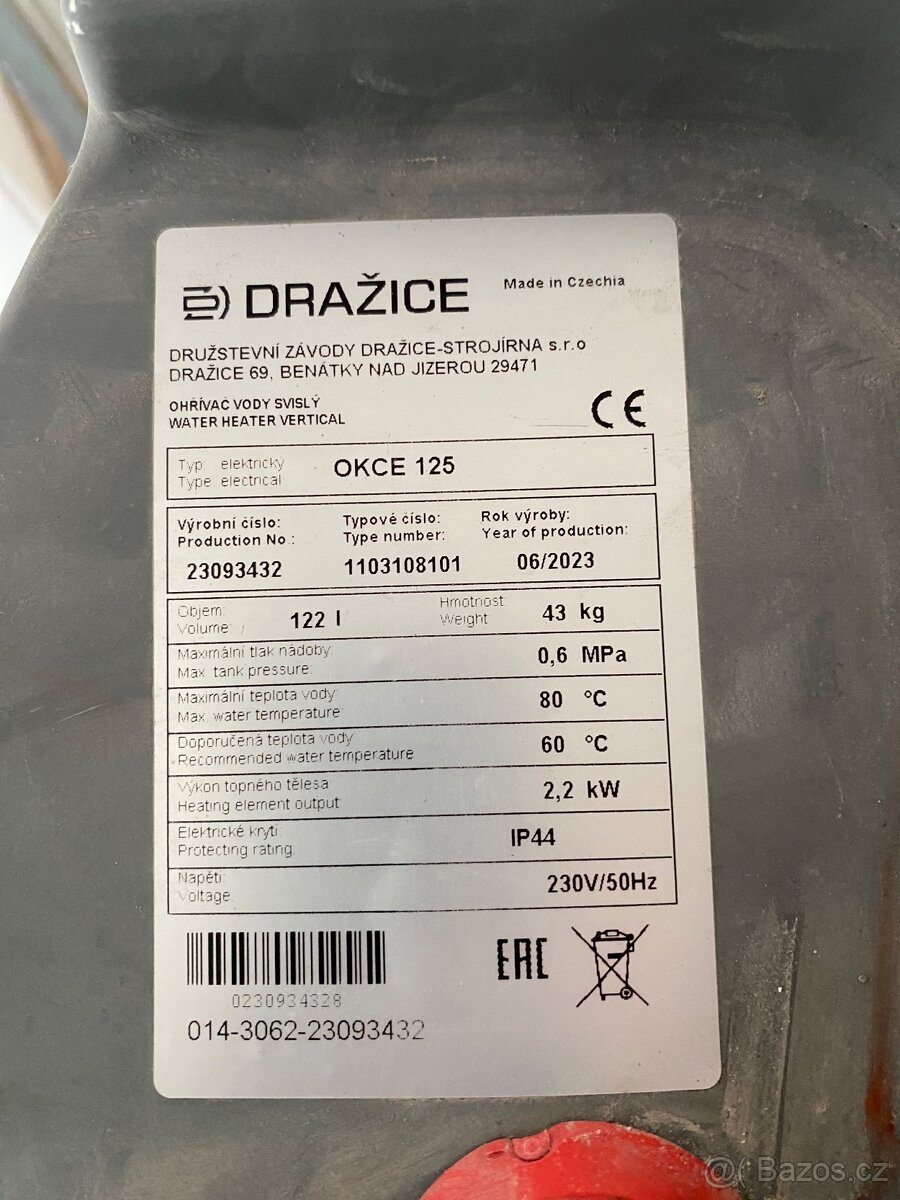 DRAŽICE
Made in Czechia
DRUŽSTEVNÍ ZÁVODY DRAŽICE-STROJÍRNA s.r.o
DRAŽICE 69, BENÁTKY NAD JIZEROU 29471
OHŘÍVAČ VODY SVISLÝ
WATER HEATER VERTICAL
CE
Typ: elektrický
Type: electrical
OKCE 125
Výrobní číslo:
Production No.:
23093432
Typové číslo:
Type number:
1103108101
Rok výroby:
Year of production:
06/2023
Objem:
Volume:
122 l
Hmotnost:
Weight
43 kg
Maximální tlak nádoby:
Max. tank pressure:
0,6 MPa
Maximální teplota vody
Max. water temperature
80 °C
Doporučená teplota vody
Recommended water temperature
60 °C
Výkon topného tělesa
Heating element output
2,2 kW
Elektrické krytí:
Protecting rating:
IP44
Napětí:
Voltage:
230V/50Hz
0230934328
014-3062-23093432
EAC
@( Bazos.cz